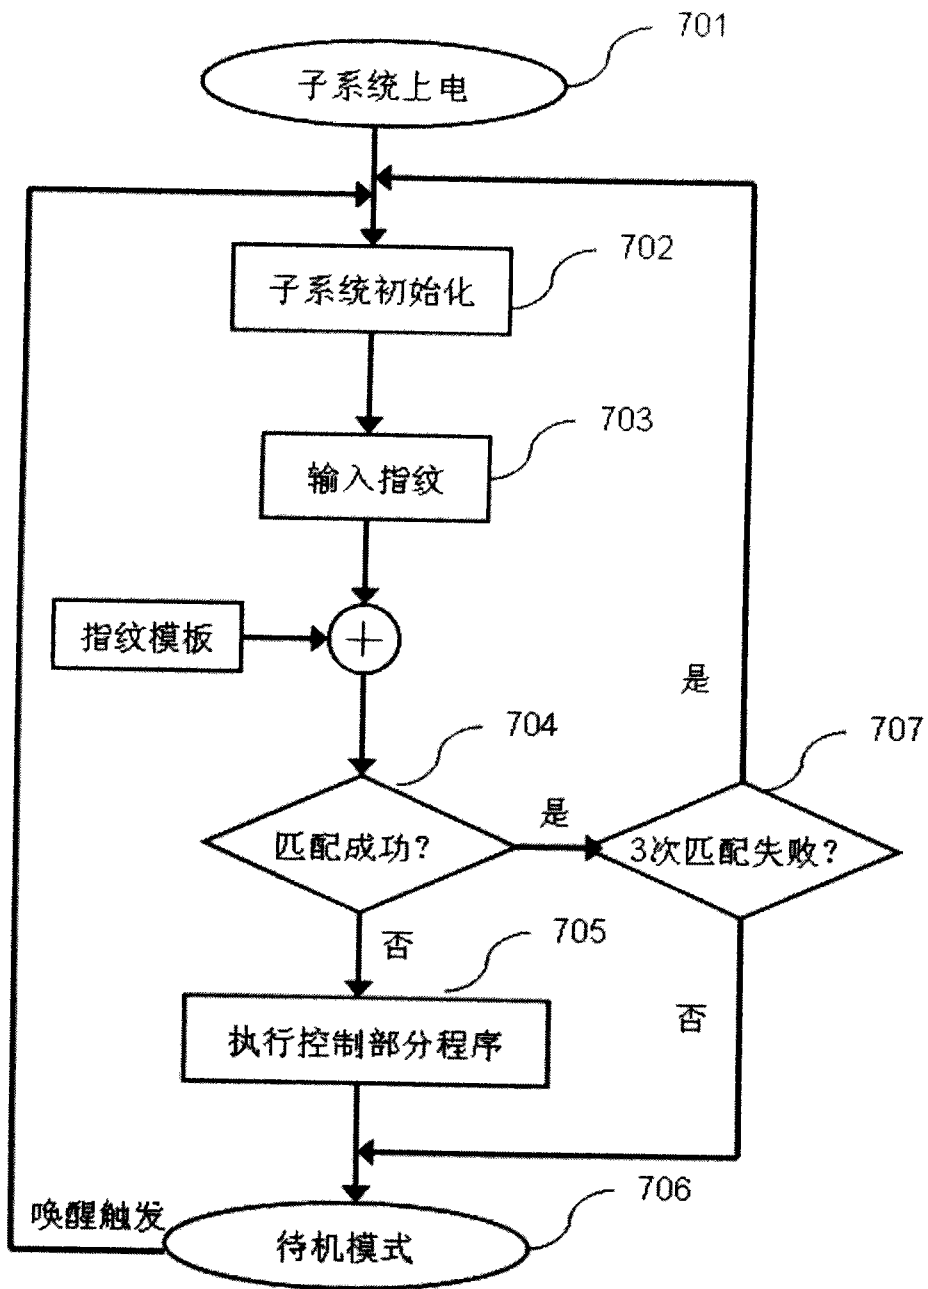 701
子系统上电
702
子系统初始化
703
输入指纹
指纹模板
是
704
707
匹配成功?
是
3次匹配失败?
否
705
执行控制部分程序
否
706
唤醒触发
待机模式